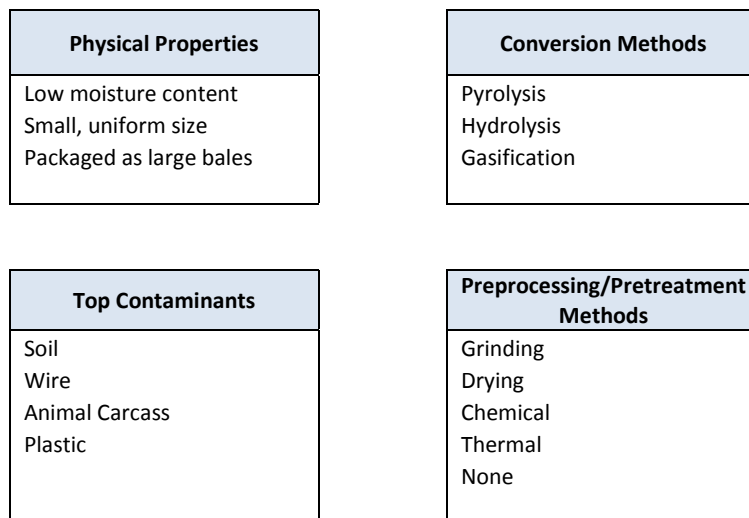 Physical Properties
Low moisture content
Small, uniform size
Packaged as large bales
Conversion Methods
Pyrolysis
Hydrolysis
Gasification
Top Contaminants
Soil
Wire
Animal Carcass
Plastic
Preprocessing/Pretreatment
Methods
Grinding
Drying
Chemical
Thermal
None